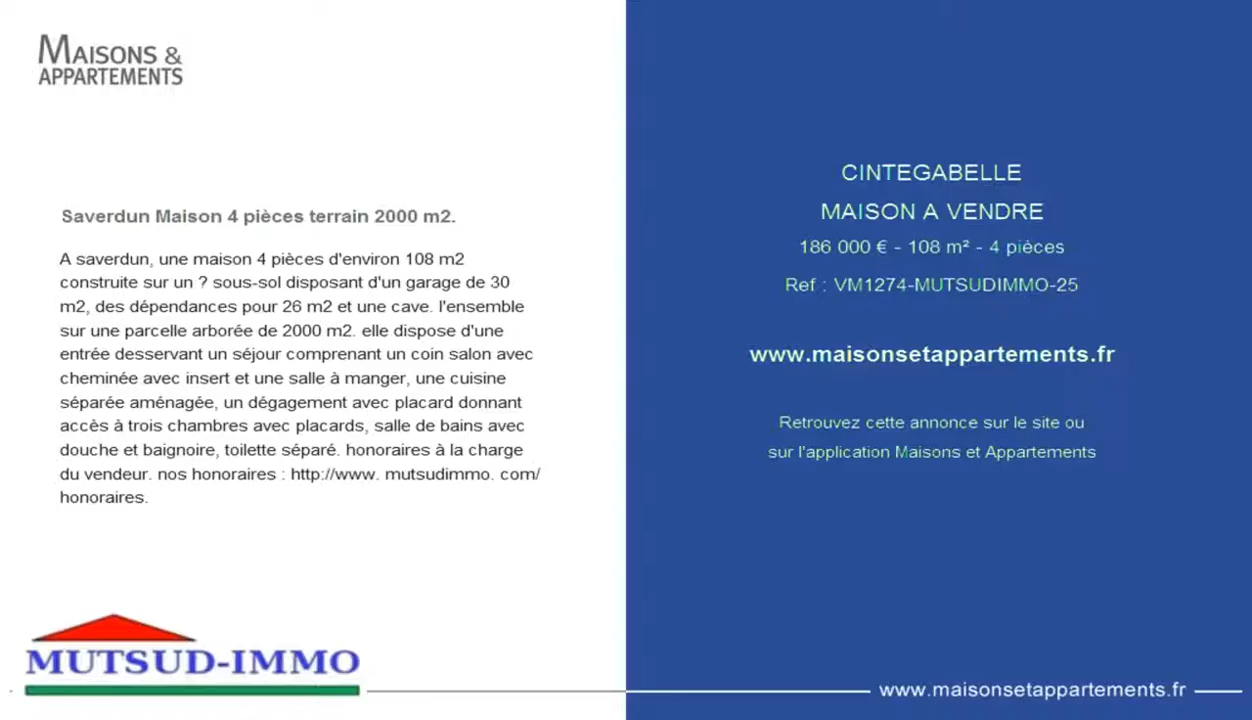 MAISONS &
APPARTEMENTS
Saverdun Maison 4 pièces terrain 2000 m2.
A saverdun, une maison 4 pièces d'environ 108 m2
construite sur un ? sous-sol disposant d'un garage de 30
m2, des dépendances pour 26 m2 et une cave. l'ensemble
sur une parcelle arborée de 2000 m2. elle dispose d'une
entrée desservant un séjour comprenant un coin salon avec
cheminée avec insert et une salle à manger, une cuisine
séparée aménagée, un dégagement avec placard donnant
accès à trois chambres avec placards, salle de bains avec
douche et baignoire, toilette séparé. honoraires à la charge
du vendeur. nos honoraires : http://www. mutsudimmo. com/
honoraires.
MUTSUD-IMMO
CINTEGABELLE
MAISON A VENDRE
186 000 € - 108 m² - 4 pièces
Ref : VM1274-MUTSUDIMMO-25
www.maisonsetappartements.fr
Retrouvez cette annonce sur le site ou
sur l'application Maisons et Appartements
www.maisonsetappartements.fr